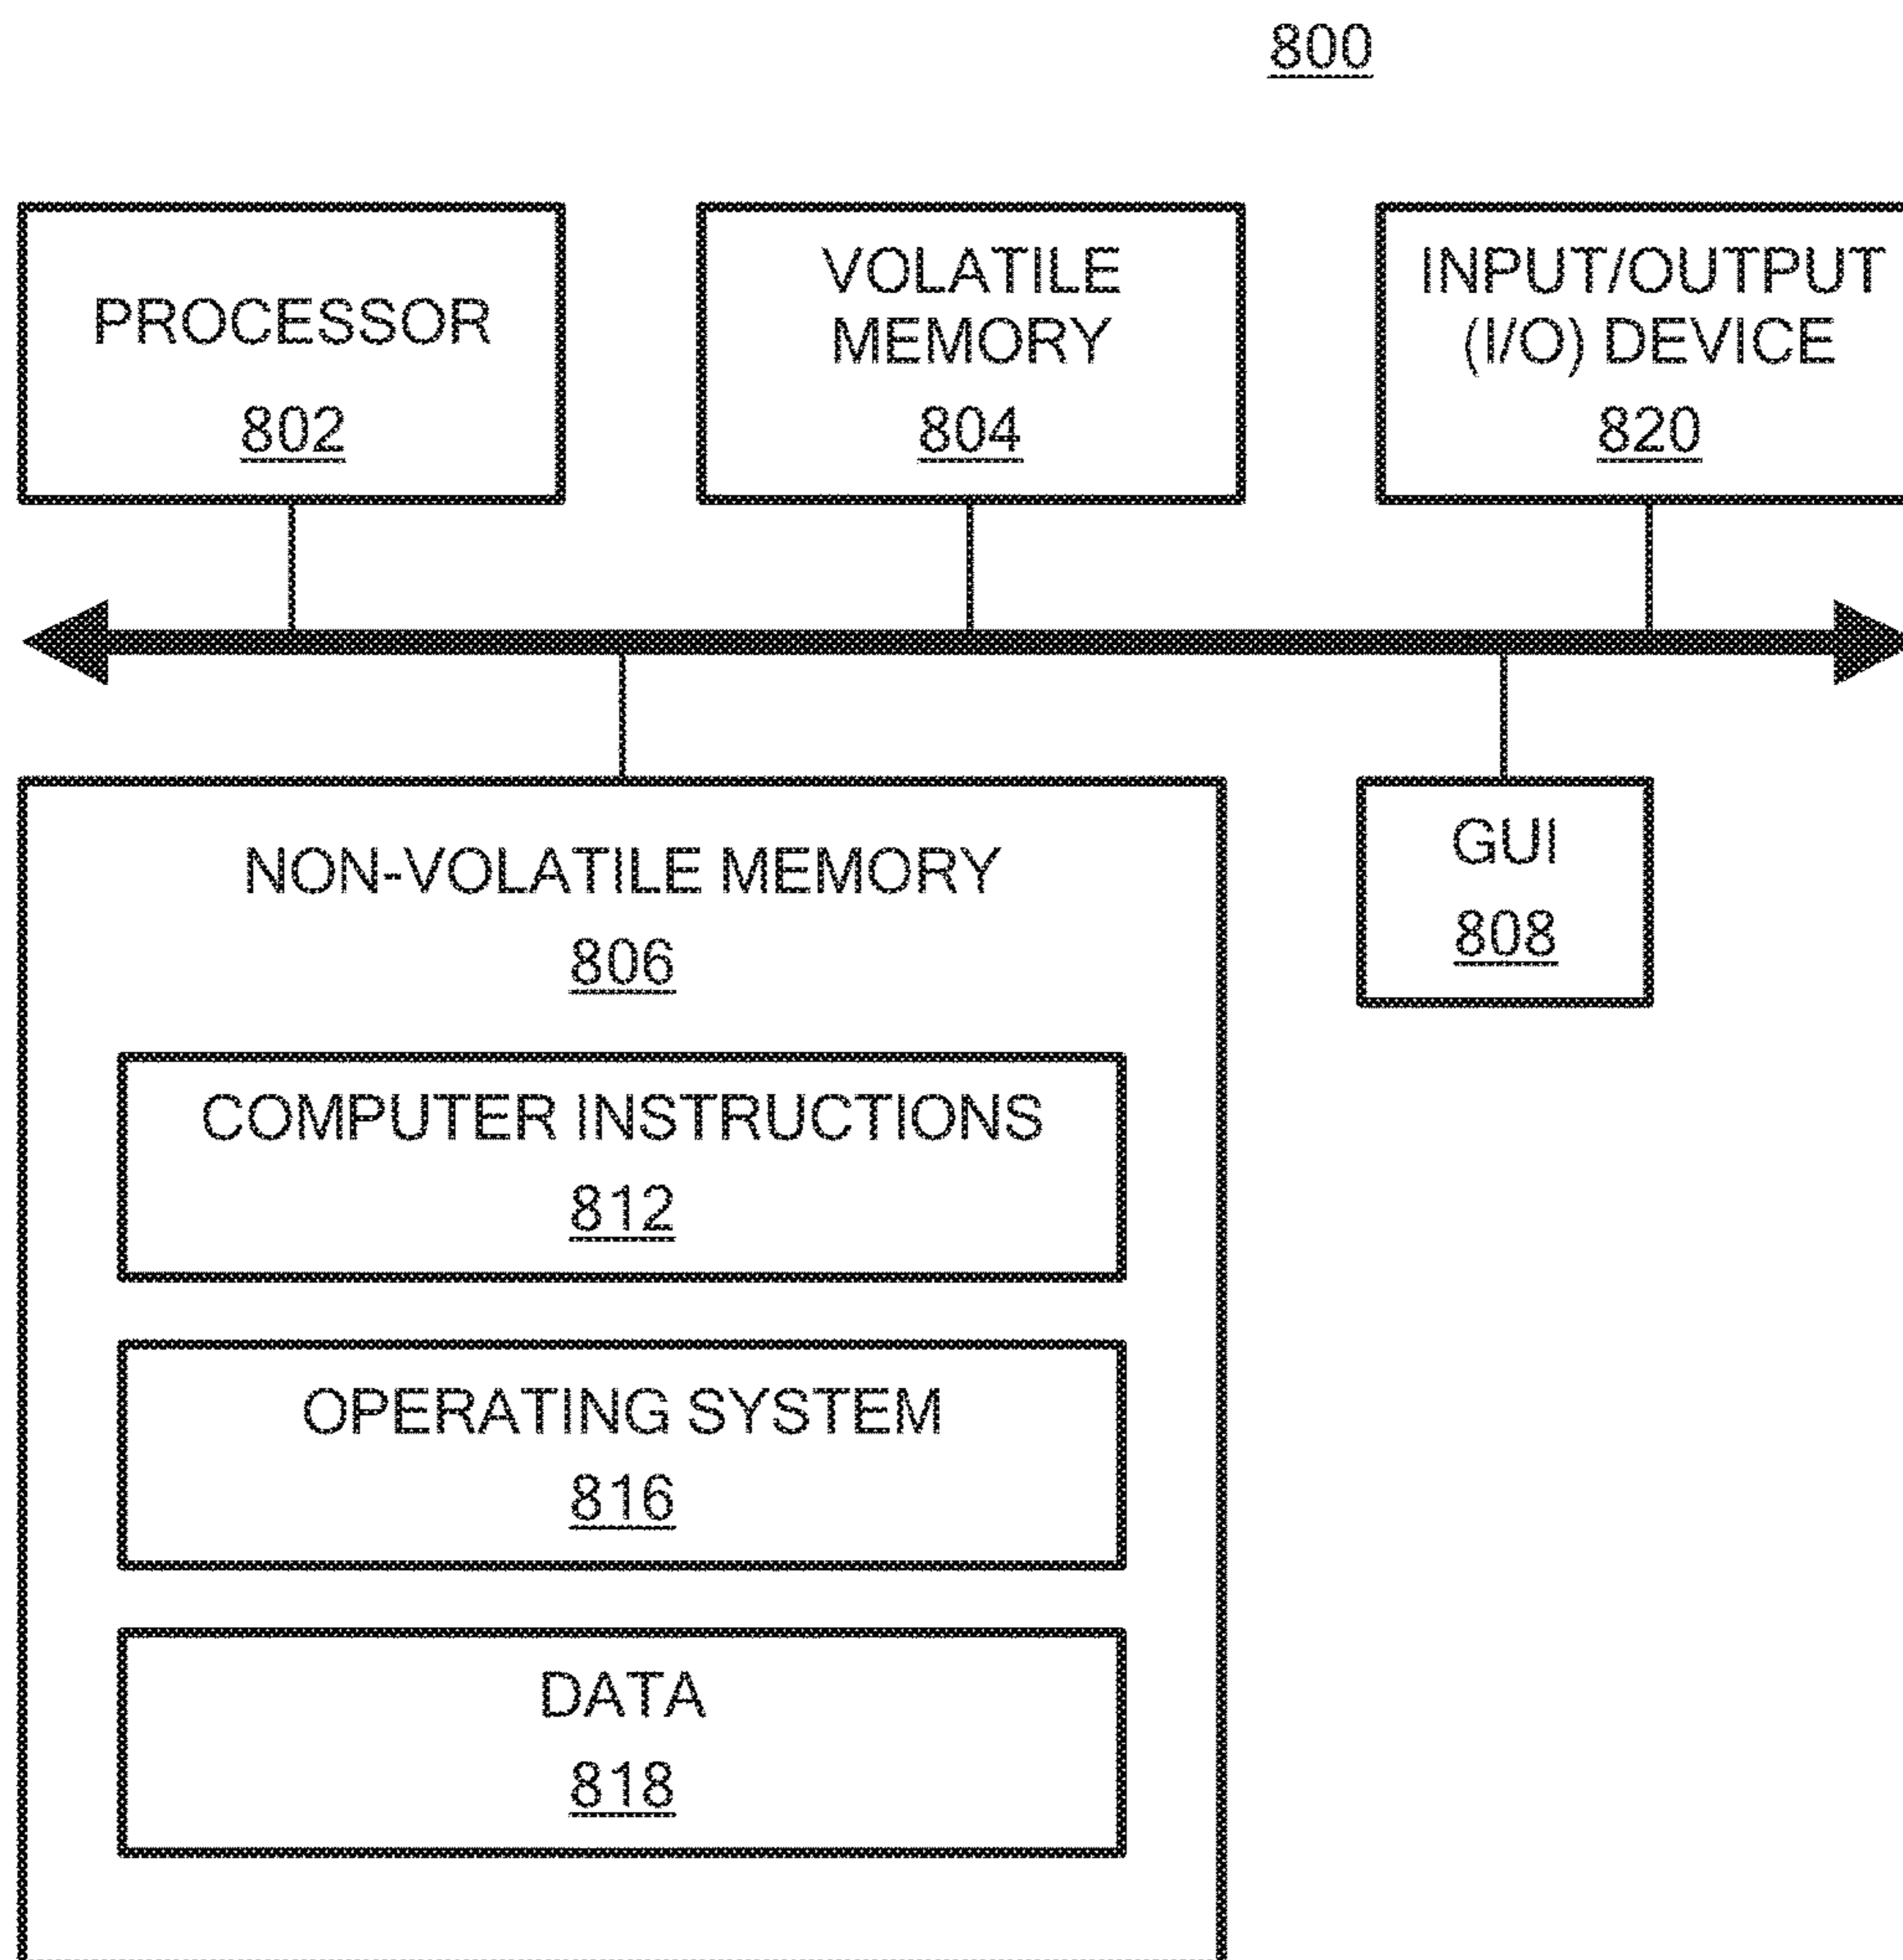 800
PROCESSOR
802
VOLATILE
MEMORY
804
INPUT/OUTPUT
(I/O) DEVICE
820
NON-VOLATILE MEMORY
806
COMPUTER INSTRUCTIONS
812
OPERATING SYSTEM
816
DATA
818
GUI
808